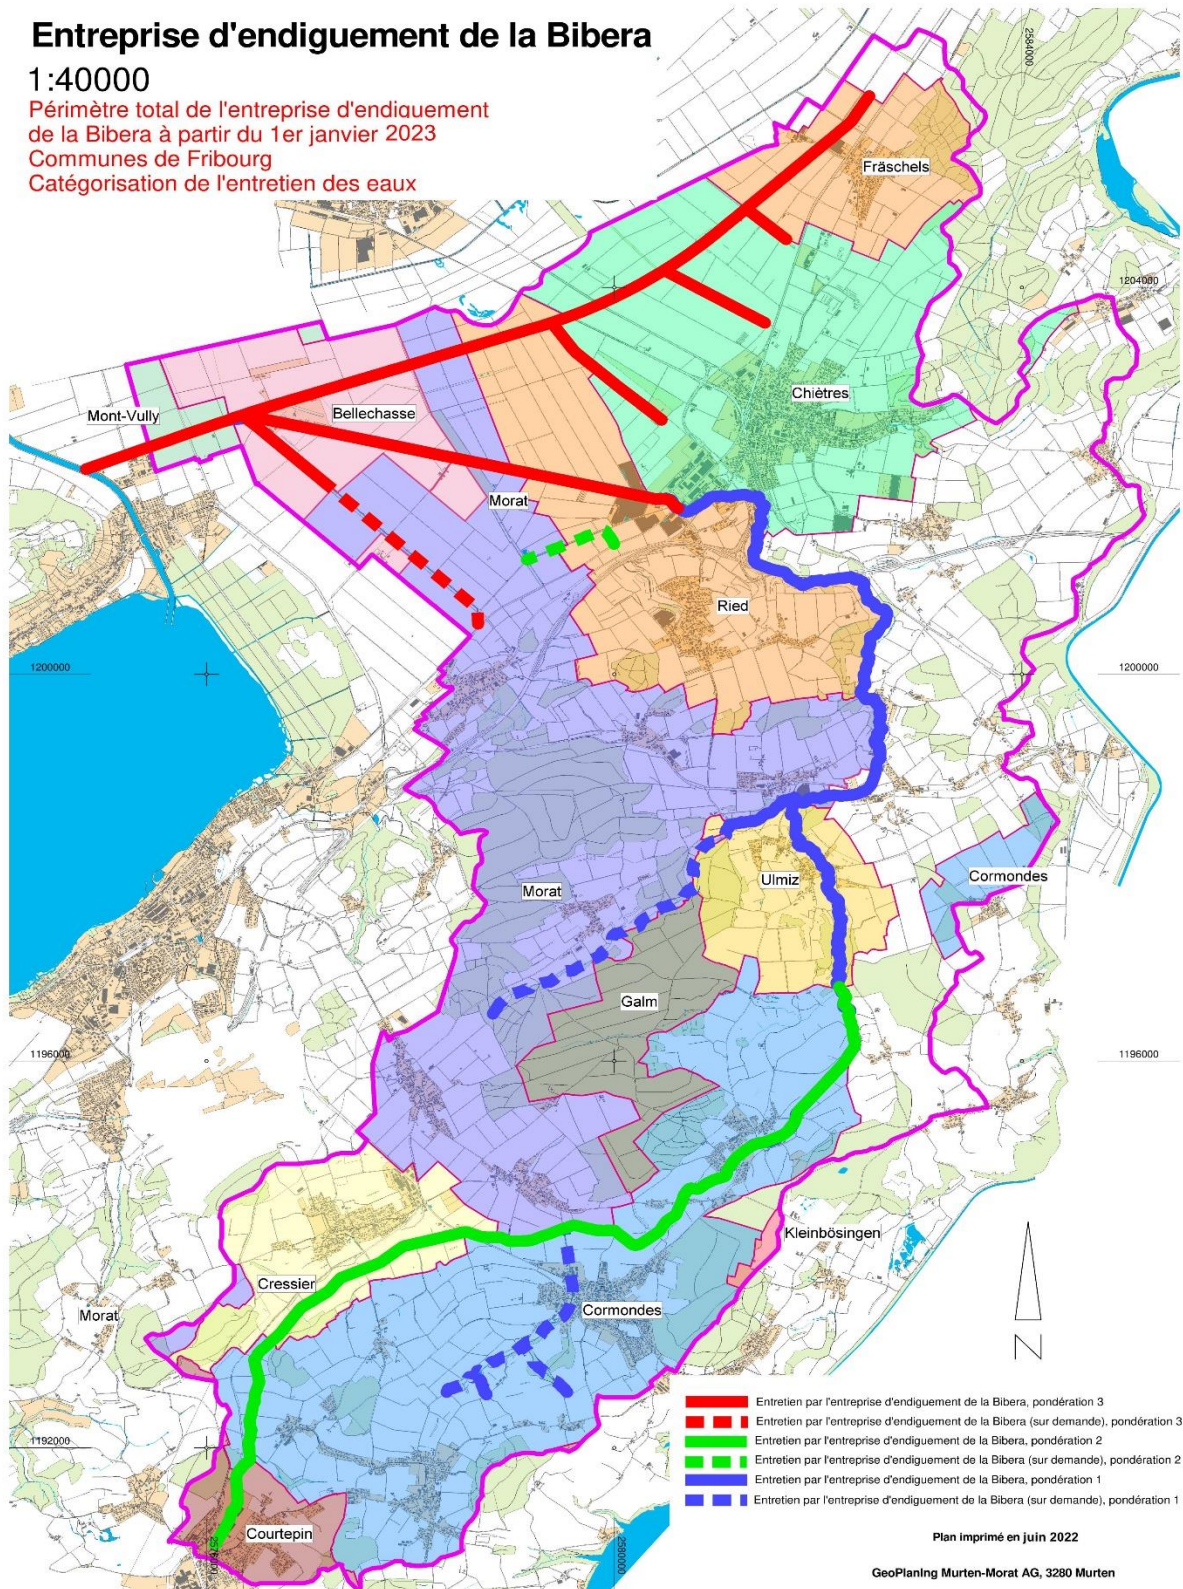 Entreprise d'endiguement de la Bibera
1:40000
Périmètre total de l'entreprise d'endiguement
de la Bibera à partir du 1er janvier 2023
Communes de Fribourg
Catégorisation de l'entretien des eaux
2584000
Fräschels
1204000
Chiètres
Mont-Vully
Bellechasse
Morat
Ried
1200000
1200000
Ulmiz
Cormondes
Morat
Galm
1196000
1196000
Kleinbösingen
Cressier
Morat
Cormondes
N
Entretien par l'entreprise d'endiguement de la Bibera, pondération 3
Entretien par l'entreprise d'endiguement de la Bibera (sur demande), pondération 3
Entretien par l'entreprise d'endiguement de la Bibera, pondération 2
Entretien par l'entreprise d'endiguement de la Bibera (sur demande), pondération 2
Entretien par l'entreprise d'endiguement de la Bibera, pondération 1
Entretien par l'entreprise d'endiguement de la Bibera (sur demande), pondération 1
1192000
Courtepin
2576000
2580000
Plan imprimé en juin 2022
GeoPlaning Murten-Morat AG, 3280 Murten